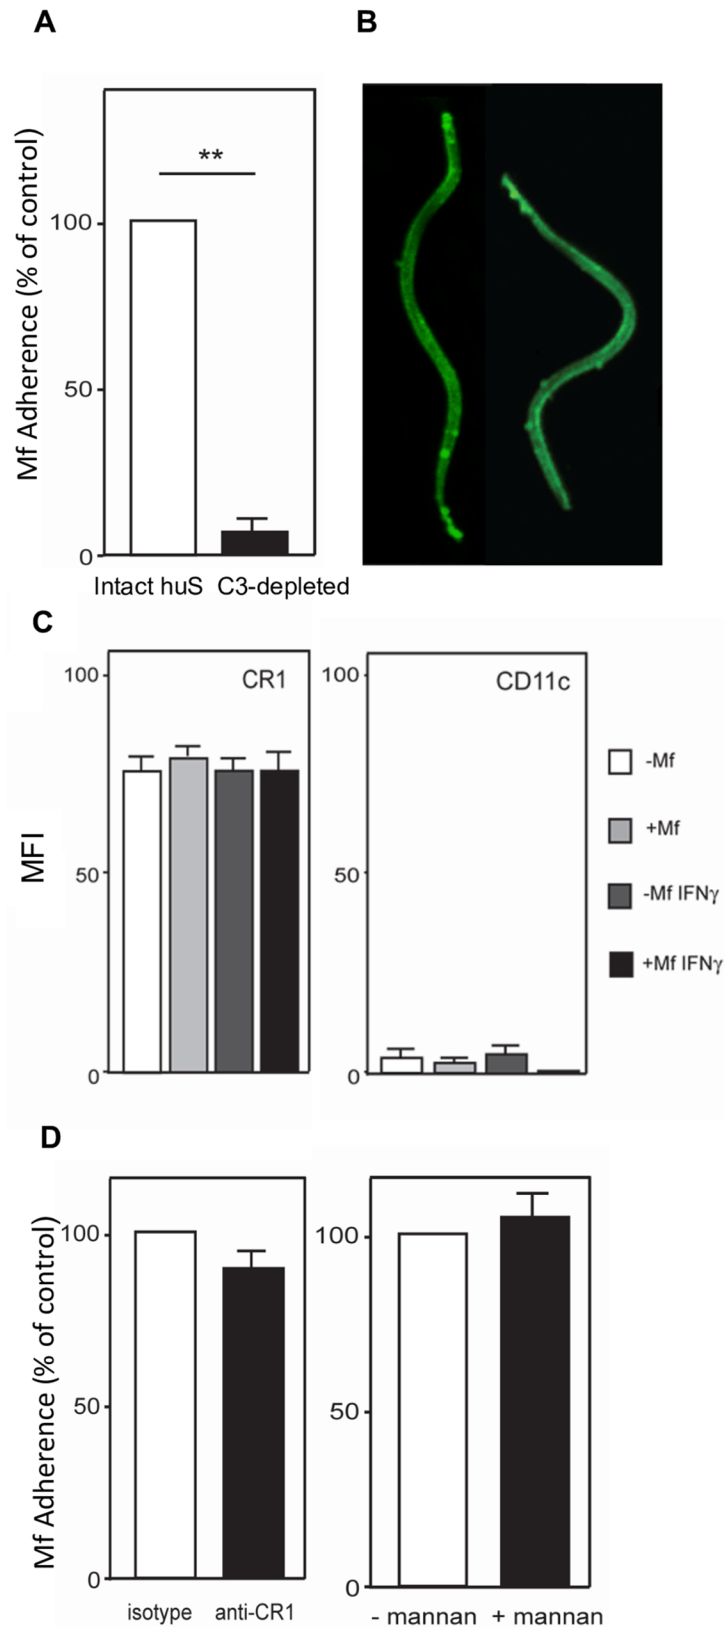 A
B
Mf Adherence (% of control)
**
100
50
0
Intact huS C3-depleted
C
MFI
100
50
0
CR1
100
50
0
CD11c
-Mf
+Mf
-Mf IFNγ
+Mf IFNγ
D
Mf Adherence (% of control)
100
50
0
isotype anti-CR1
100
50
0
- mannan + mannan